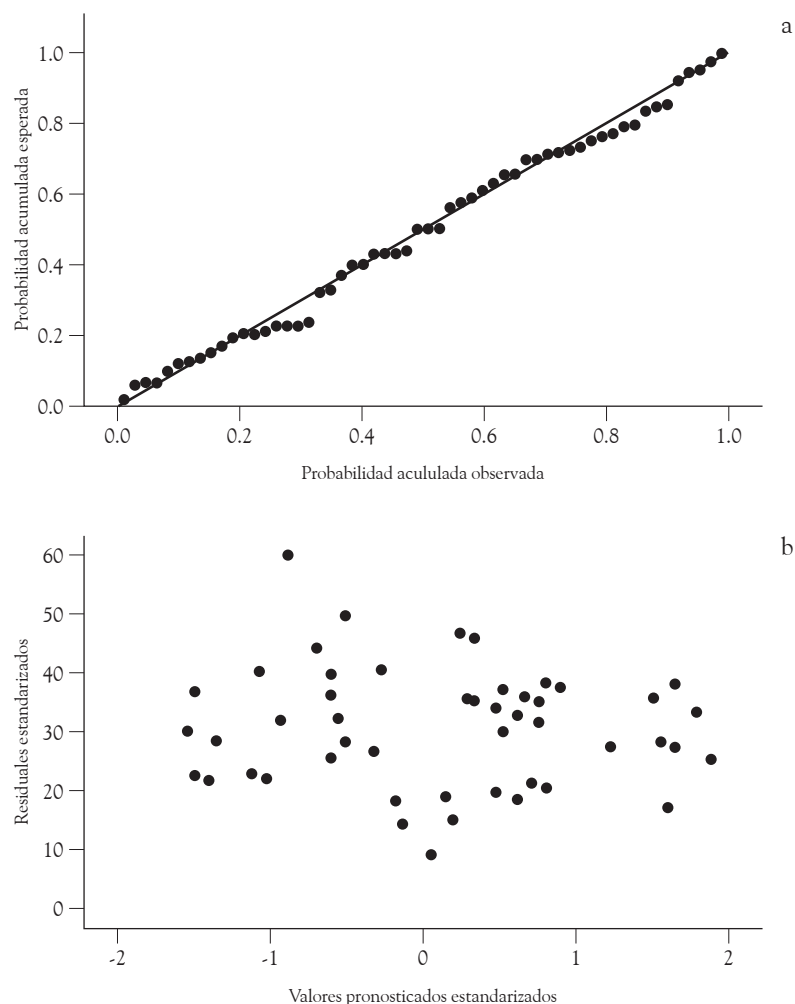 a
Probabilidad acumulada esperada
1.0
0.8
0.6
0.4
0.2
0.0
0.0 0.2 0.4 0.6 0.8 1.0
Probabilidad acululada observada
b
Residuales estandarizados
60
50
40
30
20
10
0
-2 -1 0 1 2
Valores pronosticados estandarizados